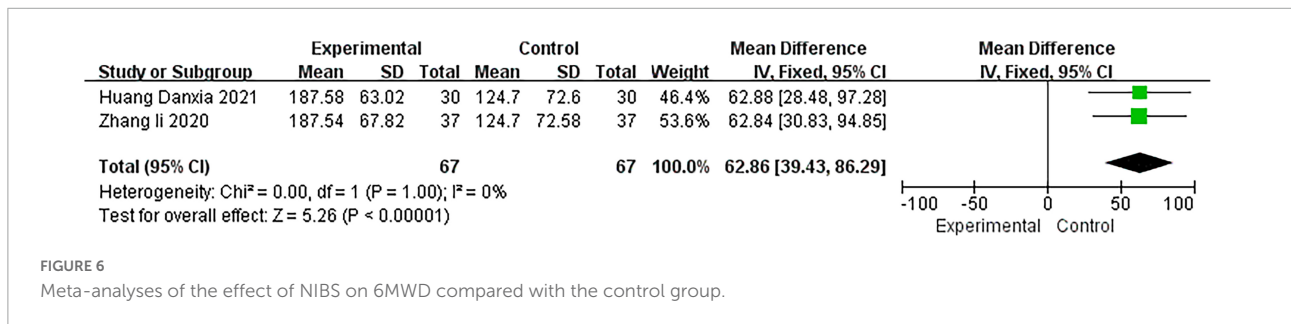 Experimental Control Mean Difference Mean Difference
Study or Subgroup Mean SD Total Mean SD Total Weight IV, Fixed, 95% CI IV, Fixed, 95% CI
Huang Danxia 2021 187.58 63.02 30 124.7 72.6 30 46.4% 62.88 [28.48, 97.28]
Zhang li 2020 187.54 67.82 37 124.7 72.58 37 53.6% 62.84 [30.83, 94.85]
Total (95% CI) 67 67 100.0% 62.86 [39.43, 86.29]
Heterogeneity: Chi² = 0.00, df = 1 (P = 1.00); I² = 0%
Test for overall effect: Z = 5.26 (P < 0.00001)
-100 -50 0 50 100
Experimental Control
FIGURE 6
Meta-analyses of the effect of NIBS on 6MWD compared with the control group.